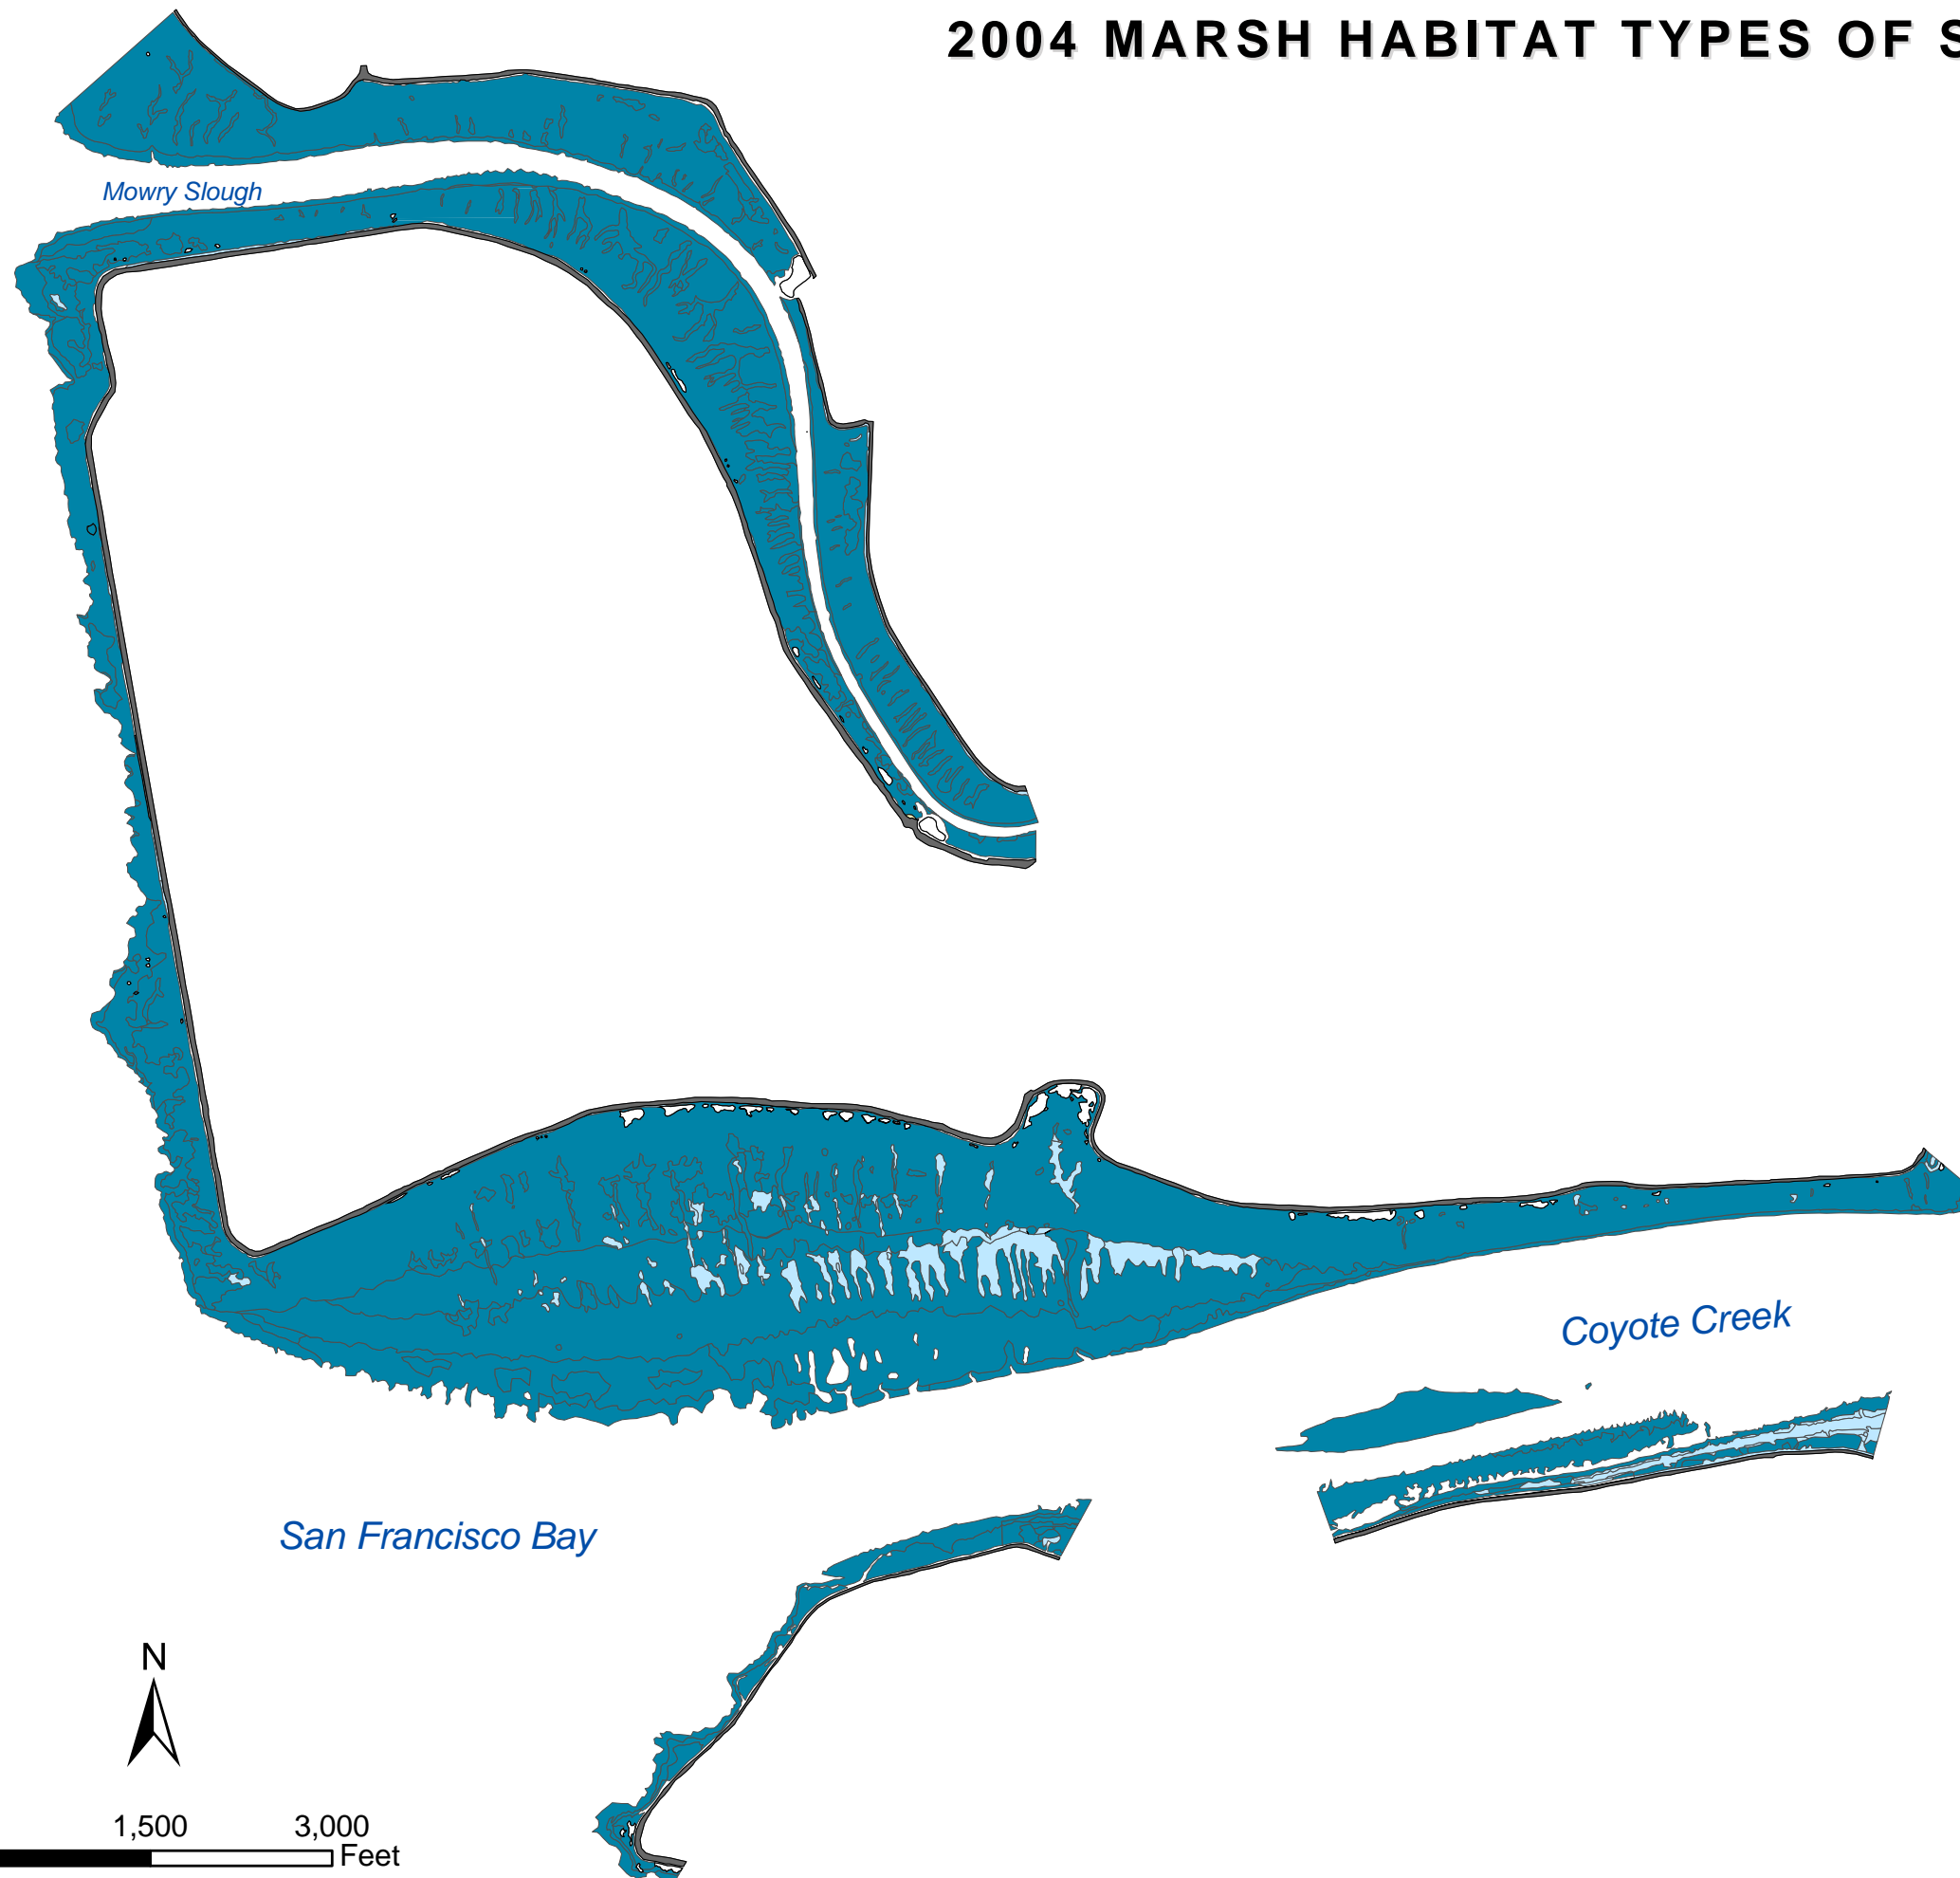 2004 MARSH HABITAT TYPES OF S
Mowry Slough
Coyote Creek
San Francisco Bay
N
1,500 3,000
Feet